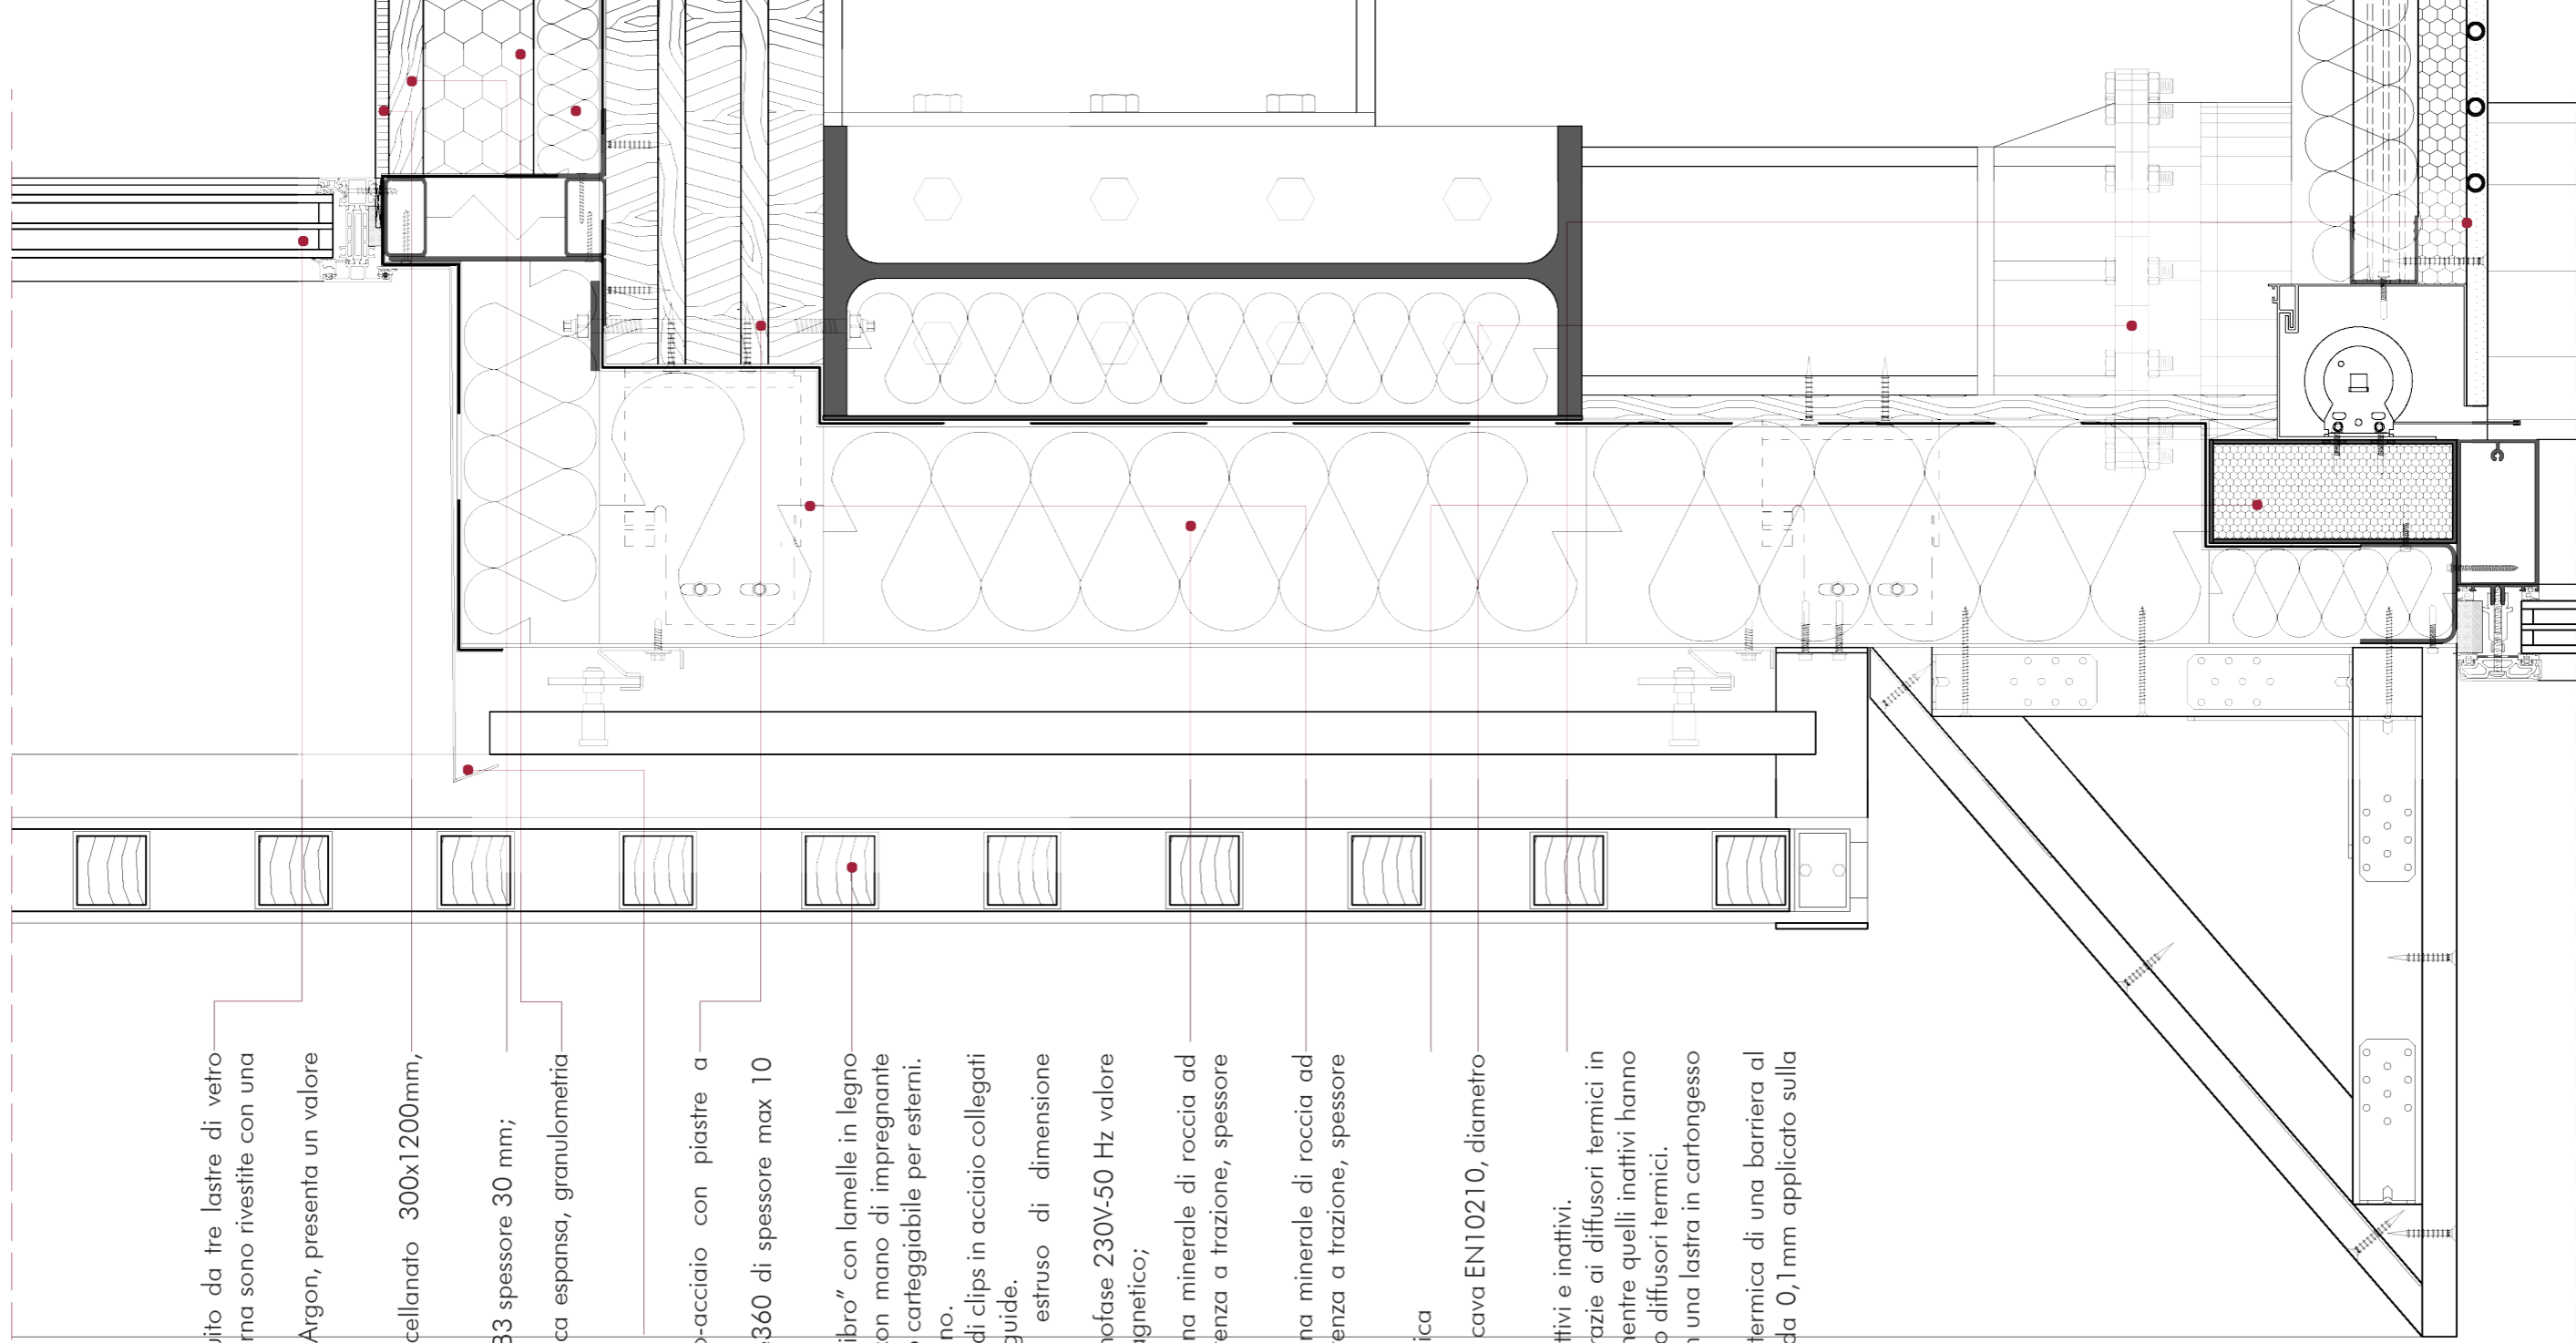 uito da tre lastre di vetro
rna sono rivestite con una
Argon, presenta un valore
cellanato 300x1200mm,
33 spessore 30 mm;
ca espansa, granulometria
o-acciaio con piastre a
360 di spessore max 10
ibro” con lamelle in legno
on mano di impregnante
o carteggiabile per esterni.
no.
di clips in acciaio collegati
guide.
estruso di dimensione
nofase 230V-50 Hz valore
agnetico;
na minerale di roccia ad
enza a trazione, spessore
na minerale di roccia ad
enza a trazione, spessore
ica
cava EN10210, diametro
ttivi e inattivi.
razie ai diffusori termici in
mentre quelli inattivi hanno
o diffusori termici.
n una lastra in cartongesso
termica di una barriera al
da 0,1mm applicato sulla